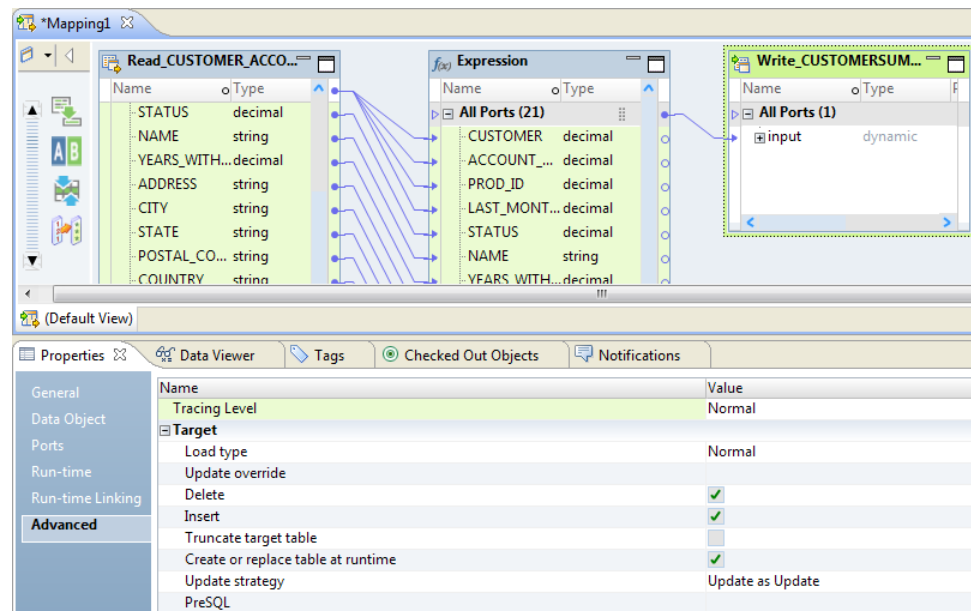 *Mapping1
Read_CUSTOMER_ACCO...
Name Type
STATUS decimal
NAME string
YEARS_WITH... decimal
ADDRESS string
CITY string
STATE string
POSTAL_CO... string
COUNTRY string
f(x) Expression
Name Type
All Ports (21)
CUSTOMER decimal
ACCOUNT_... decimal
PROD_ID decimal
LAST_MONT... decimal
STATUS decimal
NAME string
YEARS_WITH... decimal
Write_CUSTOMERSUM...
Name Type
All Ports (1)
input dynamic
AB
(Default View)
Properties Data Viewer Tags Checked Out Objects Notifications
General
Data Object
Ports
Run-time
Run-time Linking
Advanced
Name Value
Tracing Level Normal
Target
Load type Normal
Update override
Delete
Insert
Truncate target table
Create or replace table at runtime
Update strategy Update as Update
PreSQL